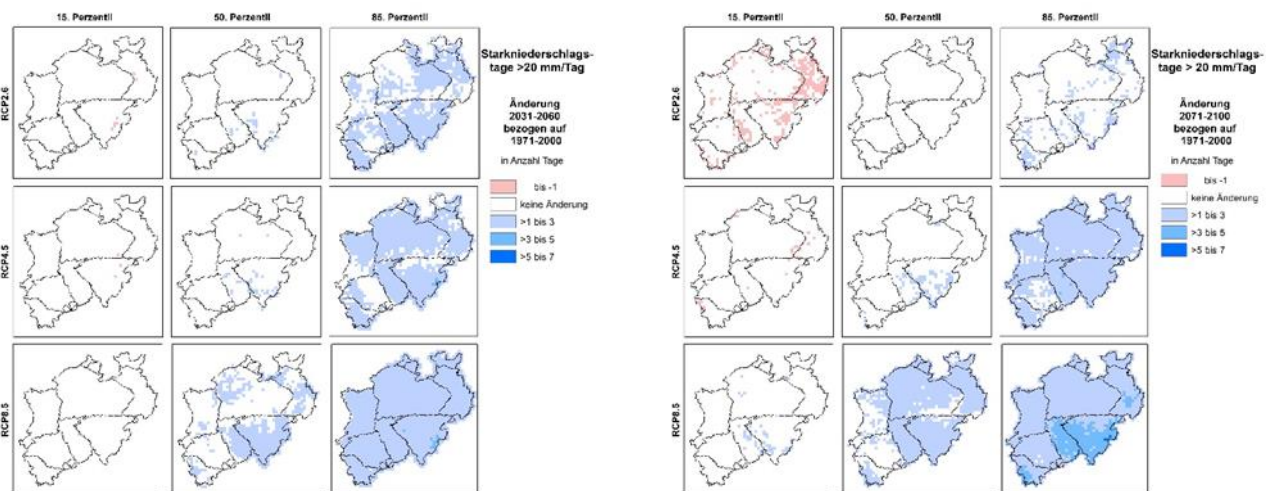 15. Perzentil
50. Perzentil
85. Perzentil
RCP2.6
RCP4.5
RCP8.5
Starkniederschlags-
tage >20 mm/Tag
Änderung
2031-2060
bezogen auf
1971-2000
in Anzahl Tage
bis -1
keine Änderung
>1 bis 3
>3 bis 5
>5 bis 7
15. Perzentil
50. Perzentil
85. Perzentil
RCP2.6
RCP4.5
RCP8.5
Starkniederschlags-
tage > 20 mm/Tag
Änderung
2071-2100
bezogen auf
1971-2000
in Anzahl Tage
bis -1
keine Änderung
>1 bis 3
>3 bis 5
>5 bis 7